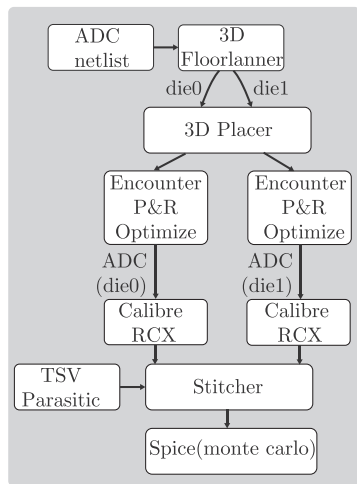 ADC
netlist
3D
Floorlanner
die0
die1
3D Placer
Encounter
P&R
Optimize
Encounter
P&R
Optimize
ADC
(die0)
ADC
(die1)
Calibre
RCX
Calibre
RCX
TSV
Parasitic
Stitcher
Spice(monte carlo)